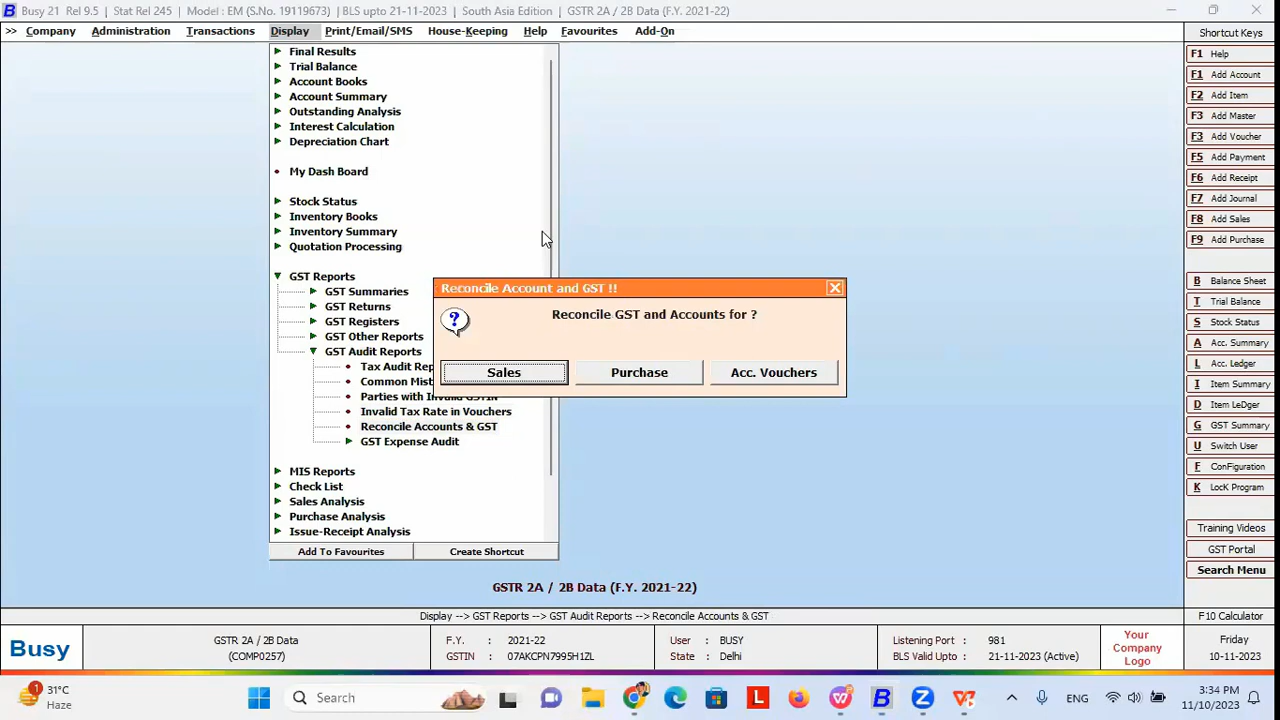 Busy 21 Rel 9.5 | Stat Rel 245 | Model : EM (S.No. 19119673) | BLS upto 21-11-2023 | South Asia Edition | GSTR 2A / 2B Data (F.Y. 2021-22)
>> Company Administration Transactions Display Print/Email/SMS House-Keeping Help Favourites Add-On
Shortcut Keys
Final Results
Trial Balance
Account Books
Account Summary
Outstanding Analysis
Interest Calculation
Depreciation Chart
My Dash Board
Stock Status
Inventory Books
Inventory Summary
Quotation Processing
GST Reports
GST Summaries
GST Returns
GST Registers
GST Other Reports
GST Audit Reports
Tax Audit Rep
Common Mist
Parties with Invalid GSTIN
Invalid Tax Rate in Vouchers
Reconcile Accounts & GST
GST Expense Audit
MIS Reports
Check List
Sales Analysis
Purchase Analysis
Issue-Receipt Analysis
Add To Favourites Create Shortcut
Reconcile Account and GST !!
?
Reconcile GST and Accounts for ?
Sales Purchase Acc. Vouchers
F1 Help
F1 Add Account
F2 Add Item
F3 Add Master
F3 Add Voucher
F5 Add Payment
F6 Add Receipt
F7 Add Journal
F8 Add Sales
F9 Add Purchase
B Balance Sheet
T Trial Balance
S Stock Status
A Acc. Summary
L Acc. Ledger
I Item Summary
D Item LeDger
G GST Summary
U Switch User
F ConFiguration
K LocK Program
Training Videos
GST Portal
Search Menu
GSTR 2A / 2B Data (F.Y. 2021-22)
Display --> GST Reports --> GST Audit Reports --> Reconcile Accounts & GST
F10 Calculator
Busy
GSTR 2A / 2B Data
(COMP0257)
F.Y. : 2021-22
GSTIN : 07AKCPN7995H1ZL
User : BUSY
State : Delhi
Listening Port : 981
BLS Valid Upto : 21-11-2023 (Active)
Your
Company
Logo
Friday
10-11-2023
1
31°C
Haze
Search
ENG
3:34 PM
11/10/2023